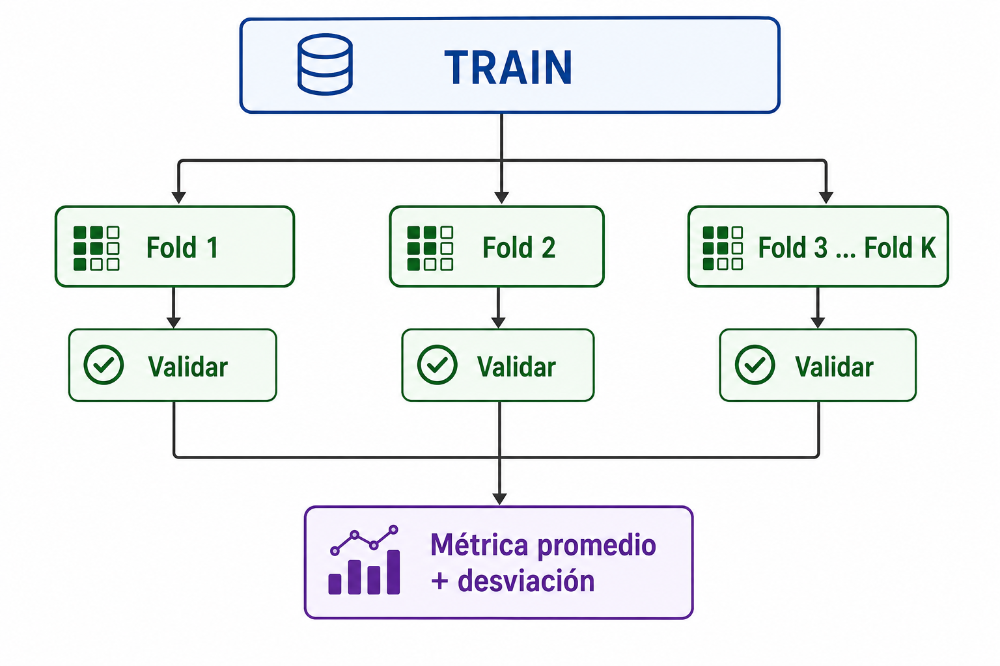 TRAIN
Fold 1
Fold 2
Fold 3 ... Fold K
Validar
Validar
Validar
Métrica promedio
+ desviación